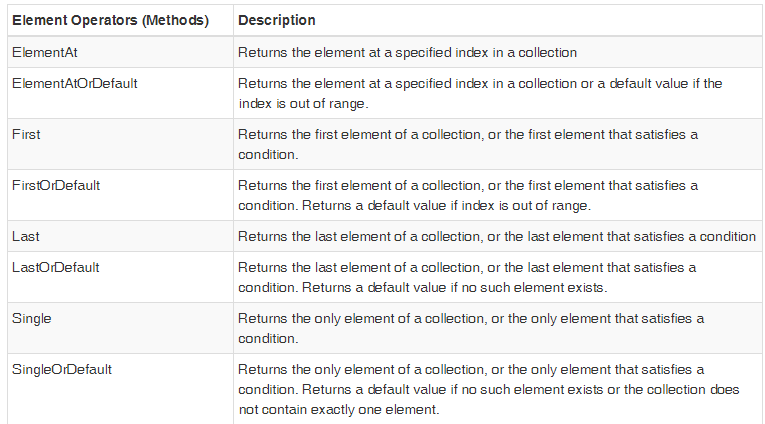 Element Operators (Methods) Description
ElementAt Returns the element at a specified index in a collection
ElementAtOrDefault Returns the element at a specified index in a collection or a default value if the
index is out of range.
First Returns the first element of a collection, or the first element that satisfies a
condition.
FirstOrDefault Returns the first element of a collection, or the first element that satisfies a
condition. Returns a default value if index is out of range.
Last Returns the last element of a collection, or the last element that satisfies a condition
LastOrDefault Returns the last element of a collection, or the last element that satisfies a
condition. Returns a default value if no such element exists.
Single Returns the only element of a collection, or the only element that satisfies a
condition.
SingleOrDefault Returns the only element of a collection, or the only element that satisfies a
condition. Returns a default value if no such element exists or the collection does
not contain exactly one element.